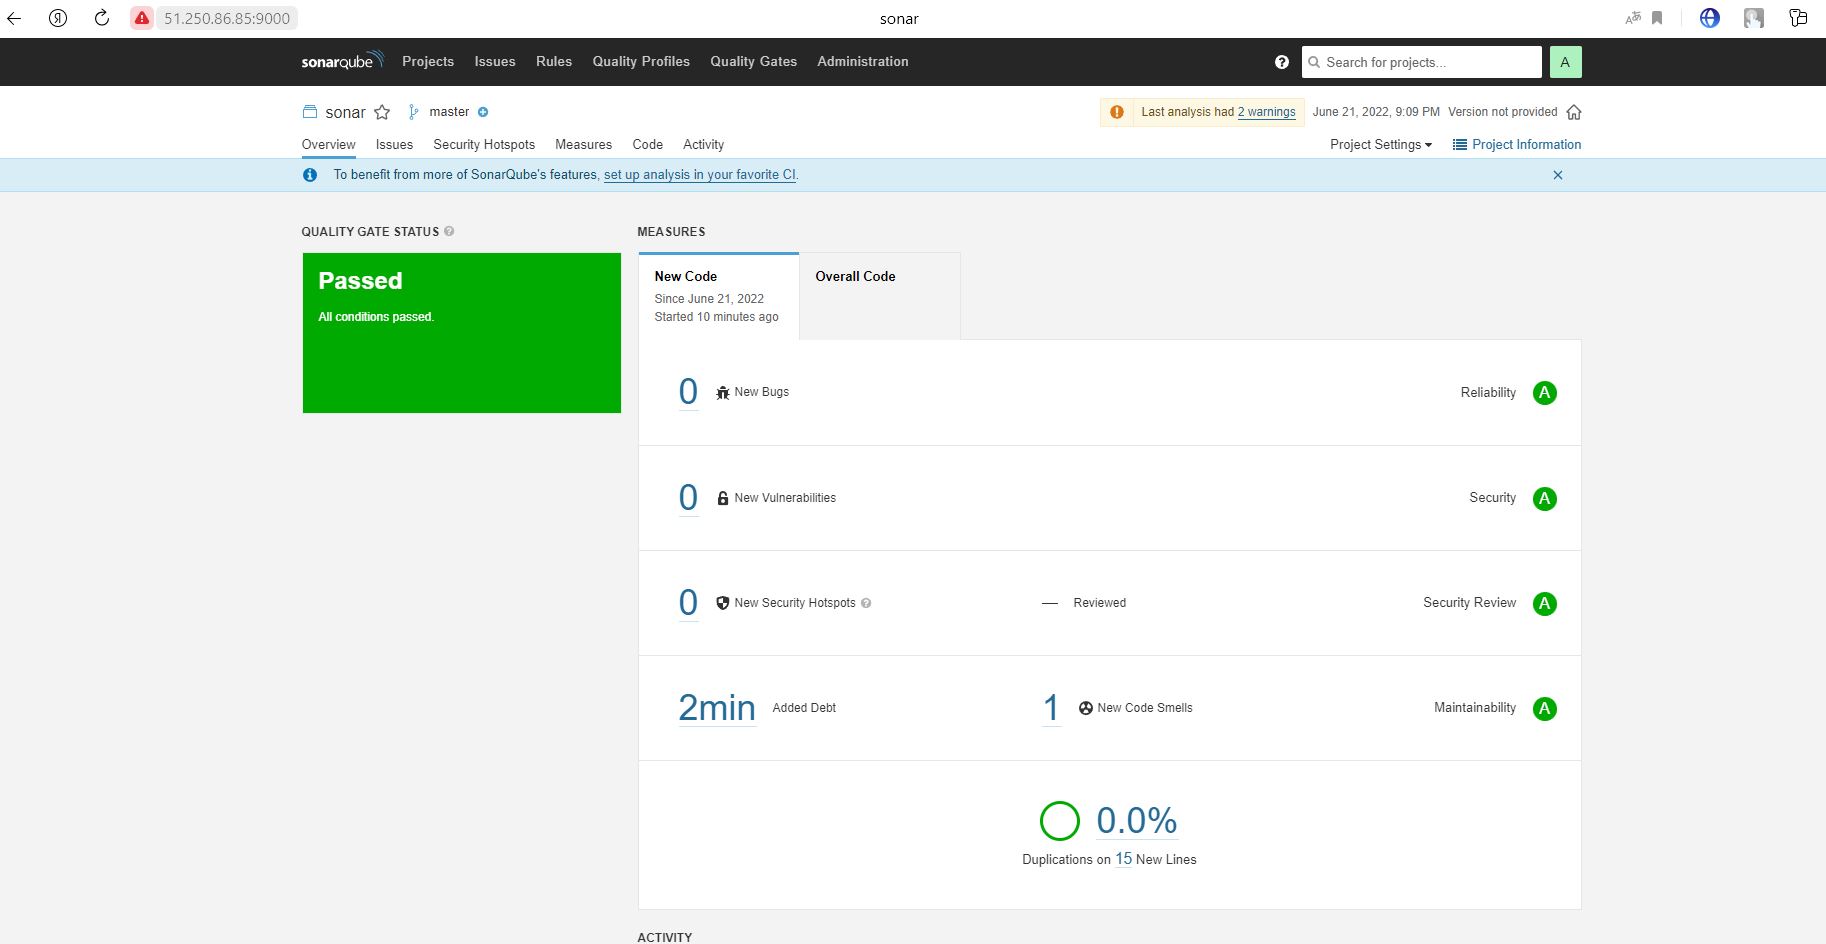 51.250.86.85:9000
sonar
sonarqube Projects Issues Rules Quality Profiles Quality Gates Administration
Search for projects...
A
sonar master
Last analysis had 2 warnings June 21, 2022, 9:09 PM Version not provided
Overview Issues Security Hotspots Measures Code Activity
Project Settings Project Information
To benefit from more of SonarQube's features, set up analysis in your favorite CI.
QUALITY GATE STATUS
Passed
All conditions passed.
MEASURES
New Code
Since June 21, 2022
Started 10 minutes ago
Overall Code
0 New Bugs Reliability A
0 New Vulnerabilities Security A
0 New Security Hotspots — Reviewed Security Review A
2min Added Debt 1 New Code Smells Maintainability A
0.0%
Duplications on 15 New Lines
ACTIVITY